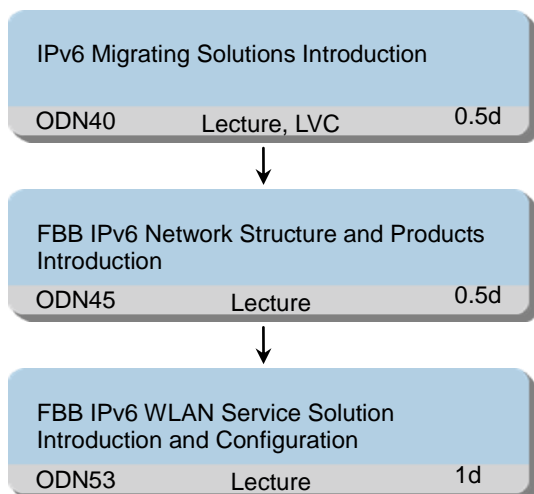 IPv6 Migrating Solutions Introduction
ODN40 Lecture, LVC 0.5d
FBB IPv6 Network Structure and Products
Introduction
ODN45 Lecture 0.5d
FBB IPv6 WLAN Service Solution
Introduction and Configuration
ODN53 Lecture 1d